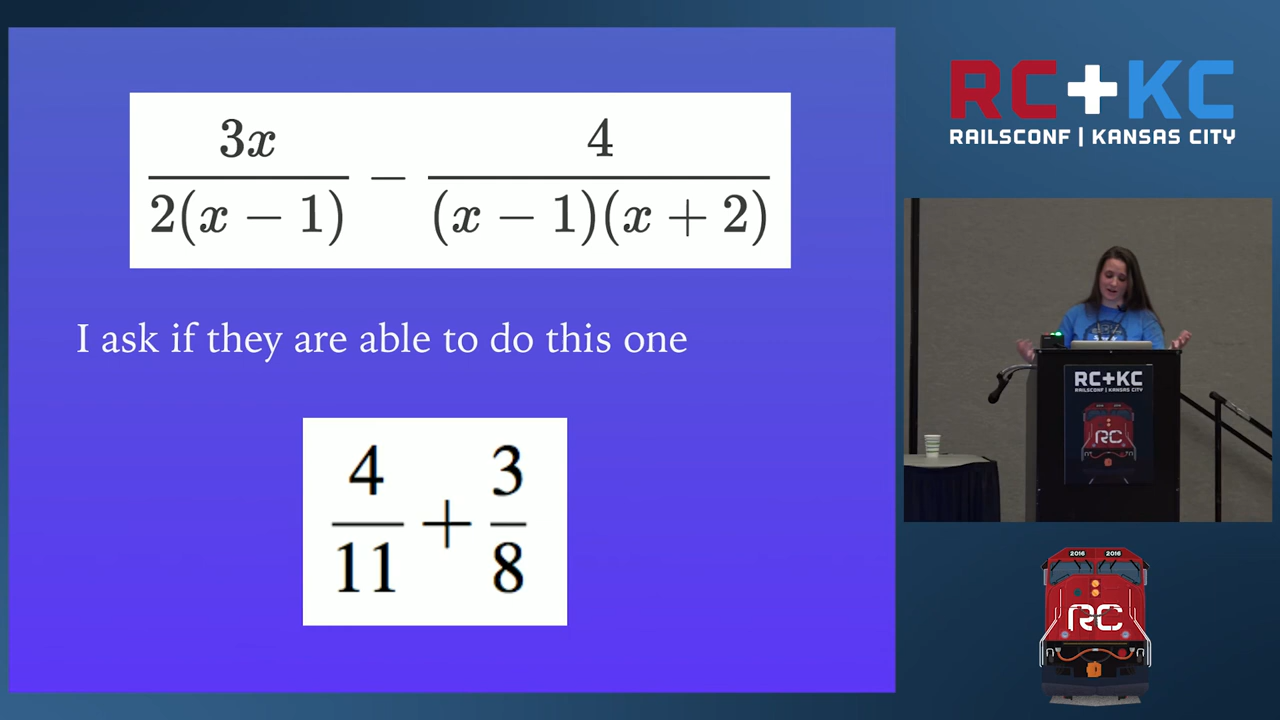 3x / 2(x − 1) − 4 / (x − 1)(x + 2)
I ask if they are able to do this one
4/11 + 3/8
RC+KC
RAILSCONF | KANSAS CITY
RC+KC
RAILSCONF | KANSAS CITY
RC
2016 2016
RC